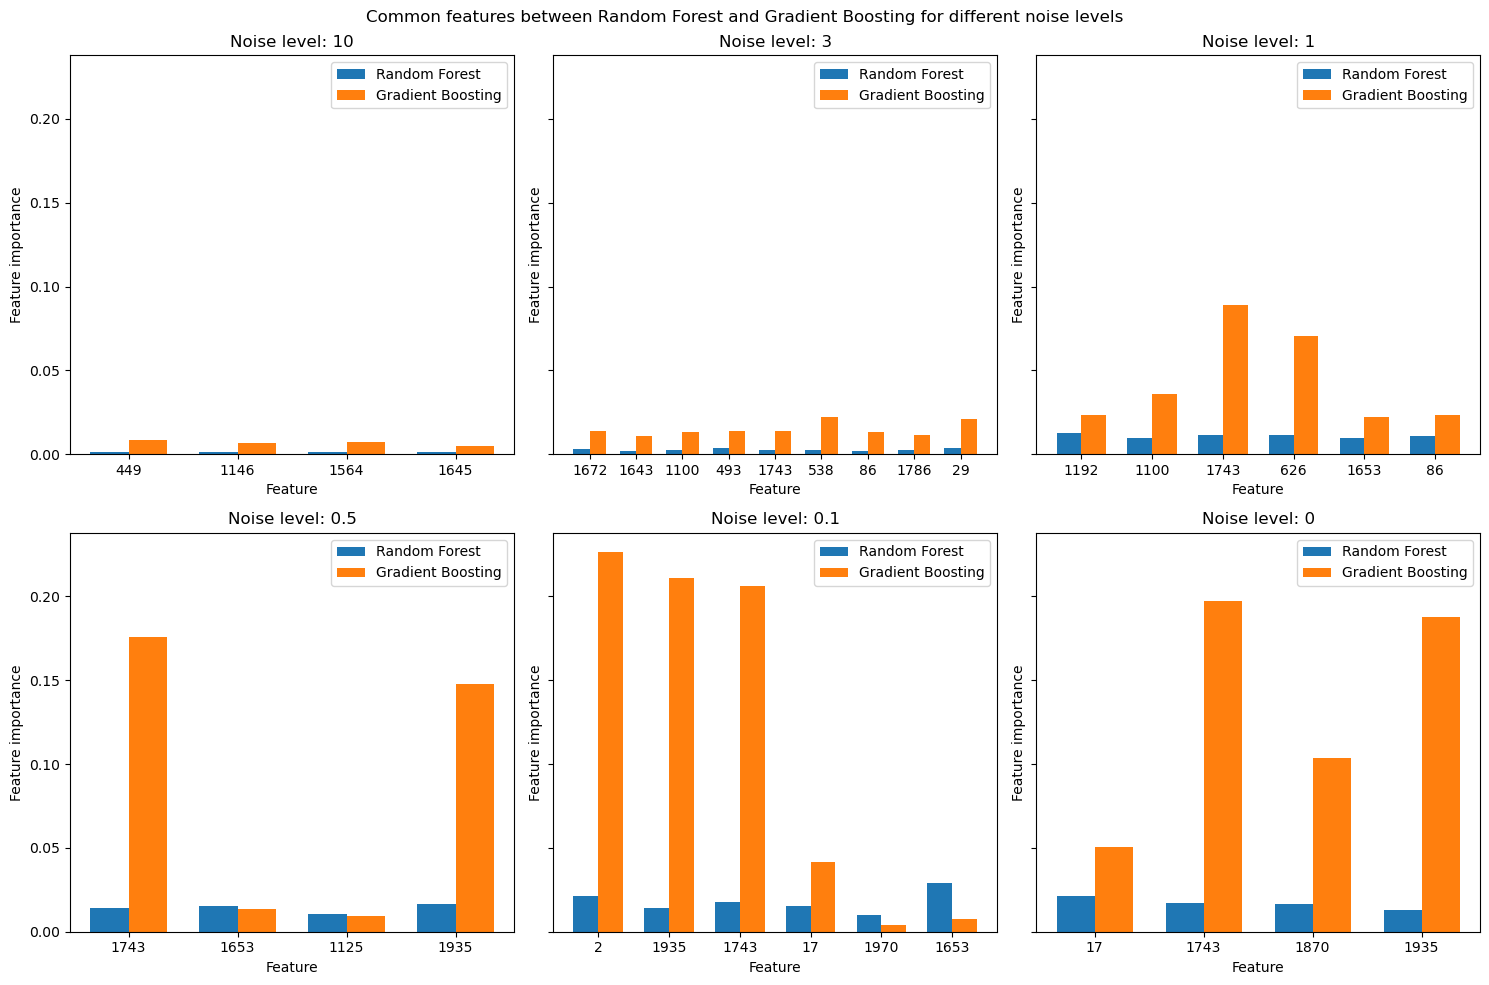 Common features between Random Forest and Gradient Boosting for different noise levels
Noise level: 10
Random Forest
Gradient Boosting
Feature importance
0.20
0.15
0.10
0.05
0.00
449 1146 1564 1645
Feature
Noise level: 3
Random Forest
Gradient Boosting
Feature importance
1672 1643 1100 493 1743 538 86 1786 29
Feature
Noise level: 1
Random Forest
Gradient Boosting
Feature importance
1192 1100 1743 626 1653 86
Feature
Noise level: 0.5
Random Forest
Gradient Boosting
Feature importance
0.20
0.15
0.10
0.05
0.00
1743 1653 1125 1935
Feature
Noise level: 0.1
Random Forest
Gradient Boosting
Feature importance
2 1935 1743 17 1970 1653
Feature
Noise level: 0
Random Forest
Gradient Boosting
Feature importance
17 1743 1870 1935
Feature